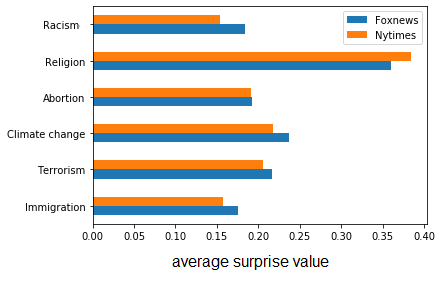 Foxnews
Nytimes
Racism
Religion
Abortion
Climate change
Terrorism
Immigration
0.00 0.05 0.10 0.15 0.20 0.25 0.30 0.35 0.40
average surprise value